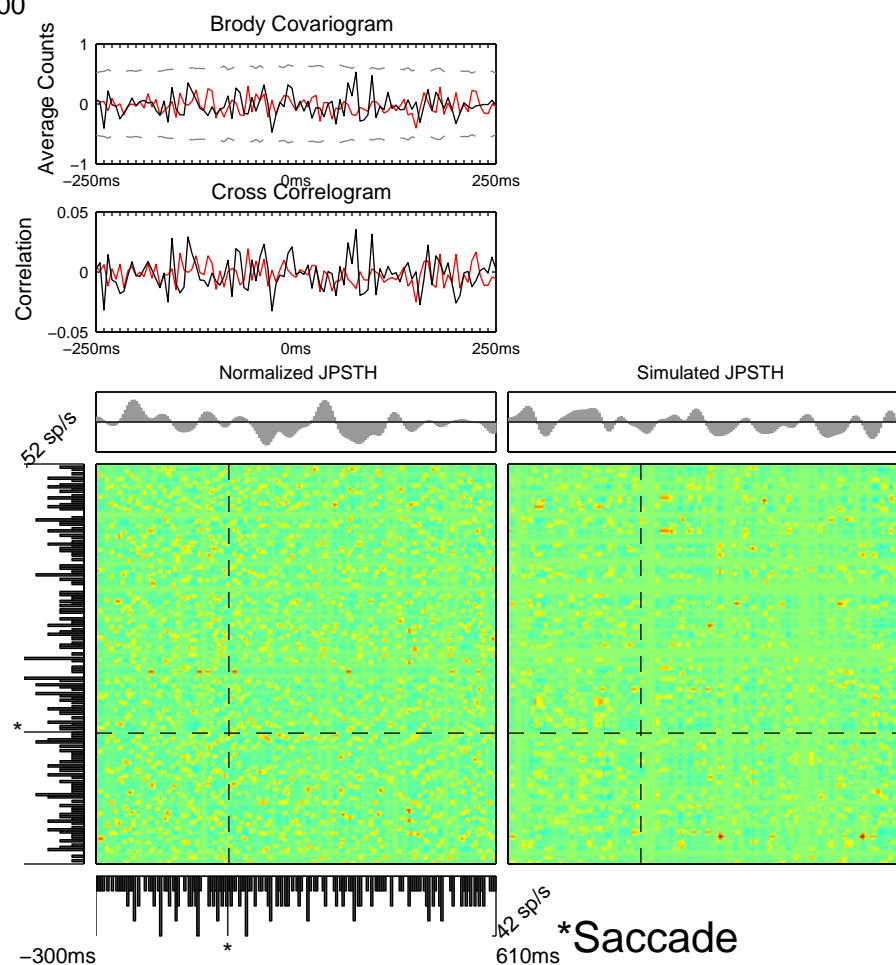 00
Brody Covariogram
Average Counts
1
0
−1
−250ms
0ms
250ms
Cross Correlogram
Correlation
0.05
0
−0.05
−250ms
0ms
250ms
Normalized JPSTH
Simulated JPSTH
52 sp/s
*
*
42 sp/s
−300ms
610ms
*Saccade